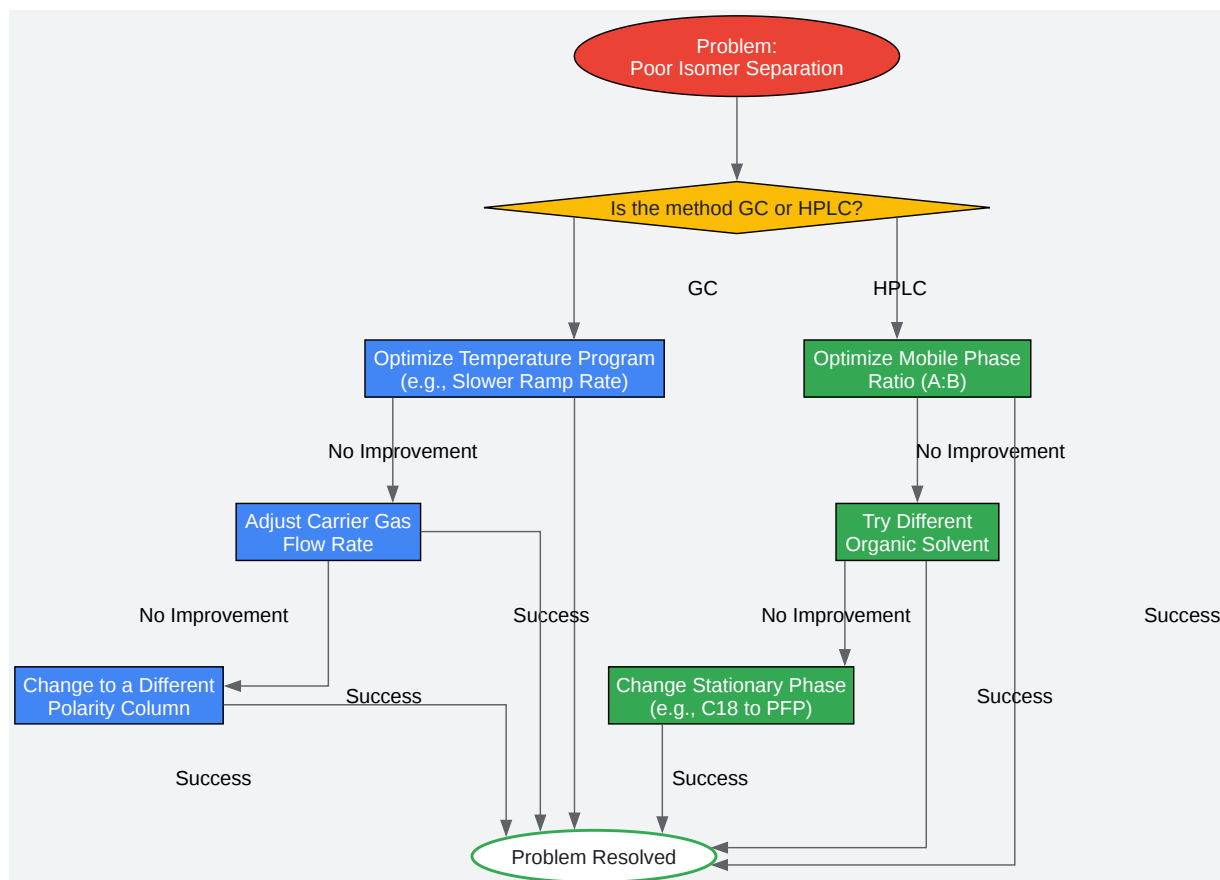 Problem:
Poor Isomer Separation
Is the method GC or HPLC?
GC
HPLC
Optimize Temperature Program
(e.g., Slower Ramp Rate)
Optimize Mobile Phase
Ratio (A:B)
No Improvement
No Improvement
Adjust Carrier Gas
Flow Rate
Try Different
Organic Solvent
No Improvement
Success
No Improvement
Success
Change to a Different
Polarity Column
Success
Change Stationary Phase
(e.g., C18 to PFP)
Success
Success
Success
Problem Resolved